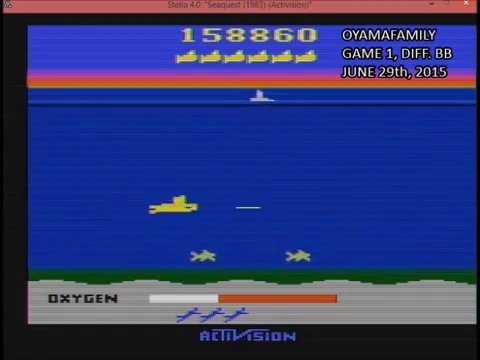 Stella 4.0: "Seaquest (1983) (Activision)"
158860
OYAMAFAMILY
GAME 1, DIFF. BB
JUNE 29th, 2015
OXYGEN
ACTIVISION